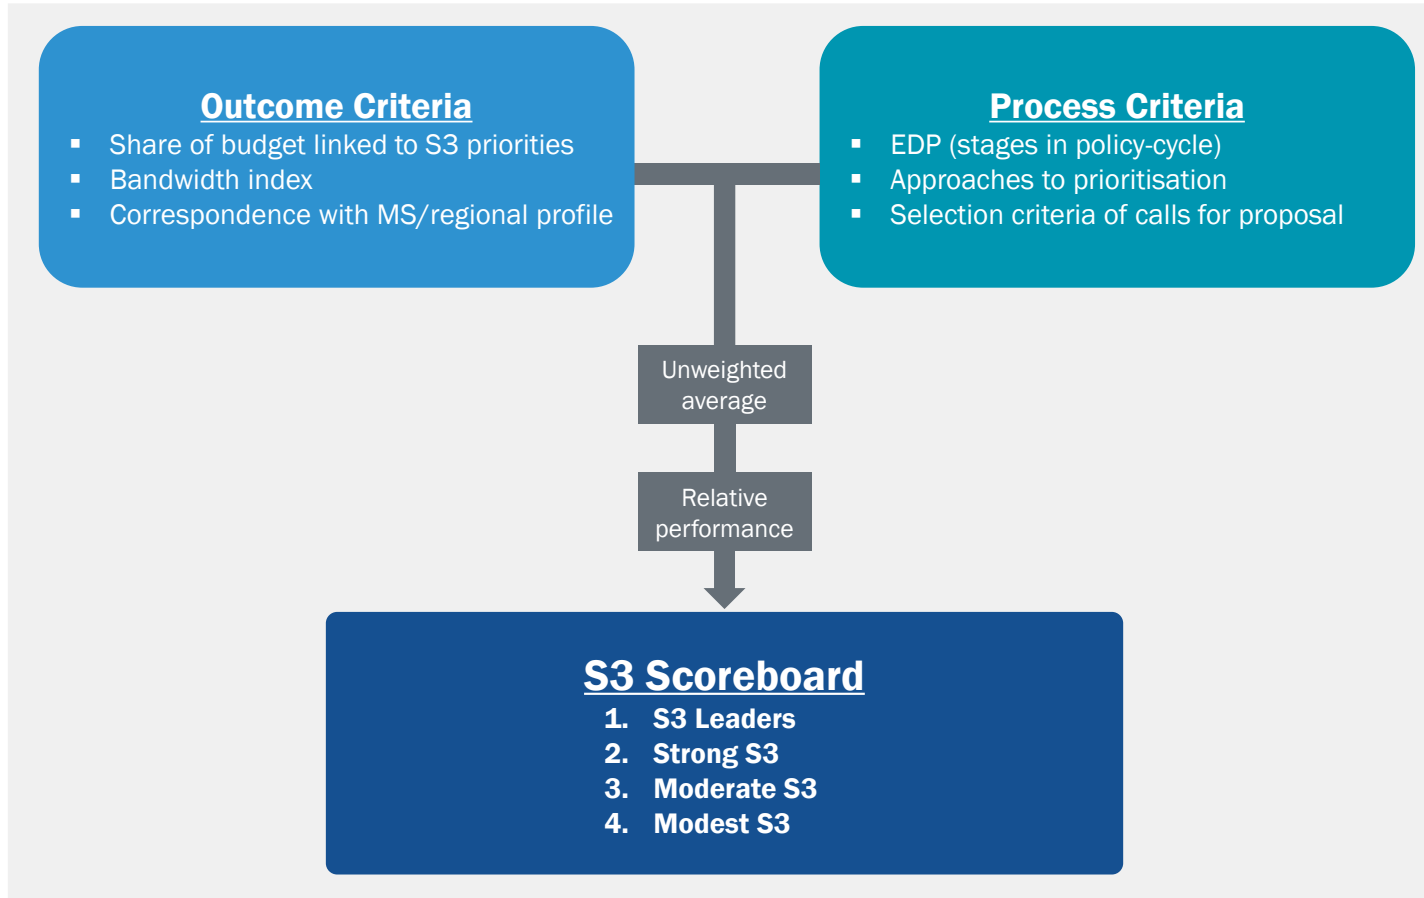 Outcome Criteria
▪ Share of budget linked to S3 priorities
▪ Bandwidth index
▪ Correspondence with MS/regional profile
Process Criteria
▪ EDP (stages in policy-cycle)
▪ Approaches to prioritisation
▪ Selection criteria of calls for proposal
Unweighted
average
Relative
performance
S3 Scoreboard
1. S3 Leaders
2. Strong S3
3. Moderate S3
4. Modest S3